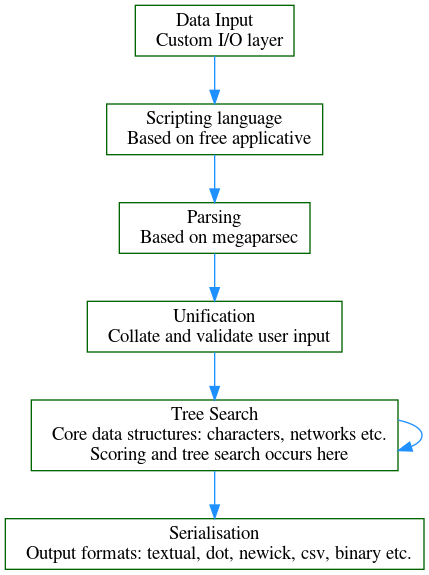 Data Input
Custom I/O layer
Scripting language
Based on free applicative
Parsing
Based on megaparsec
Unification
Collate and validate user input
Tree Search
Core data structures: characters, networks etc.
Scoring and tree search occurs here
Serialisation
Output formats: textual, dot, newick, csv, binary etc.